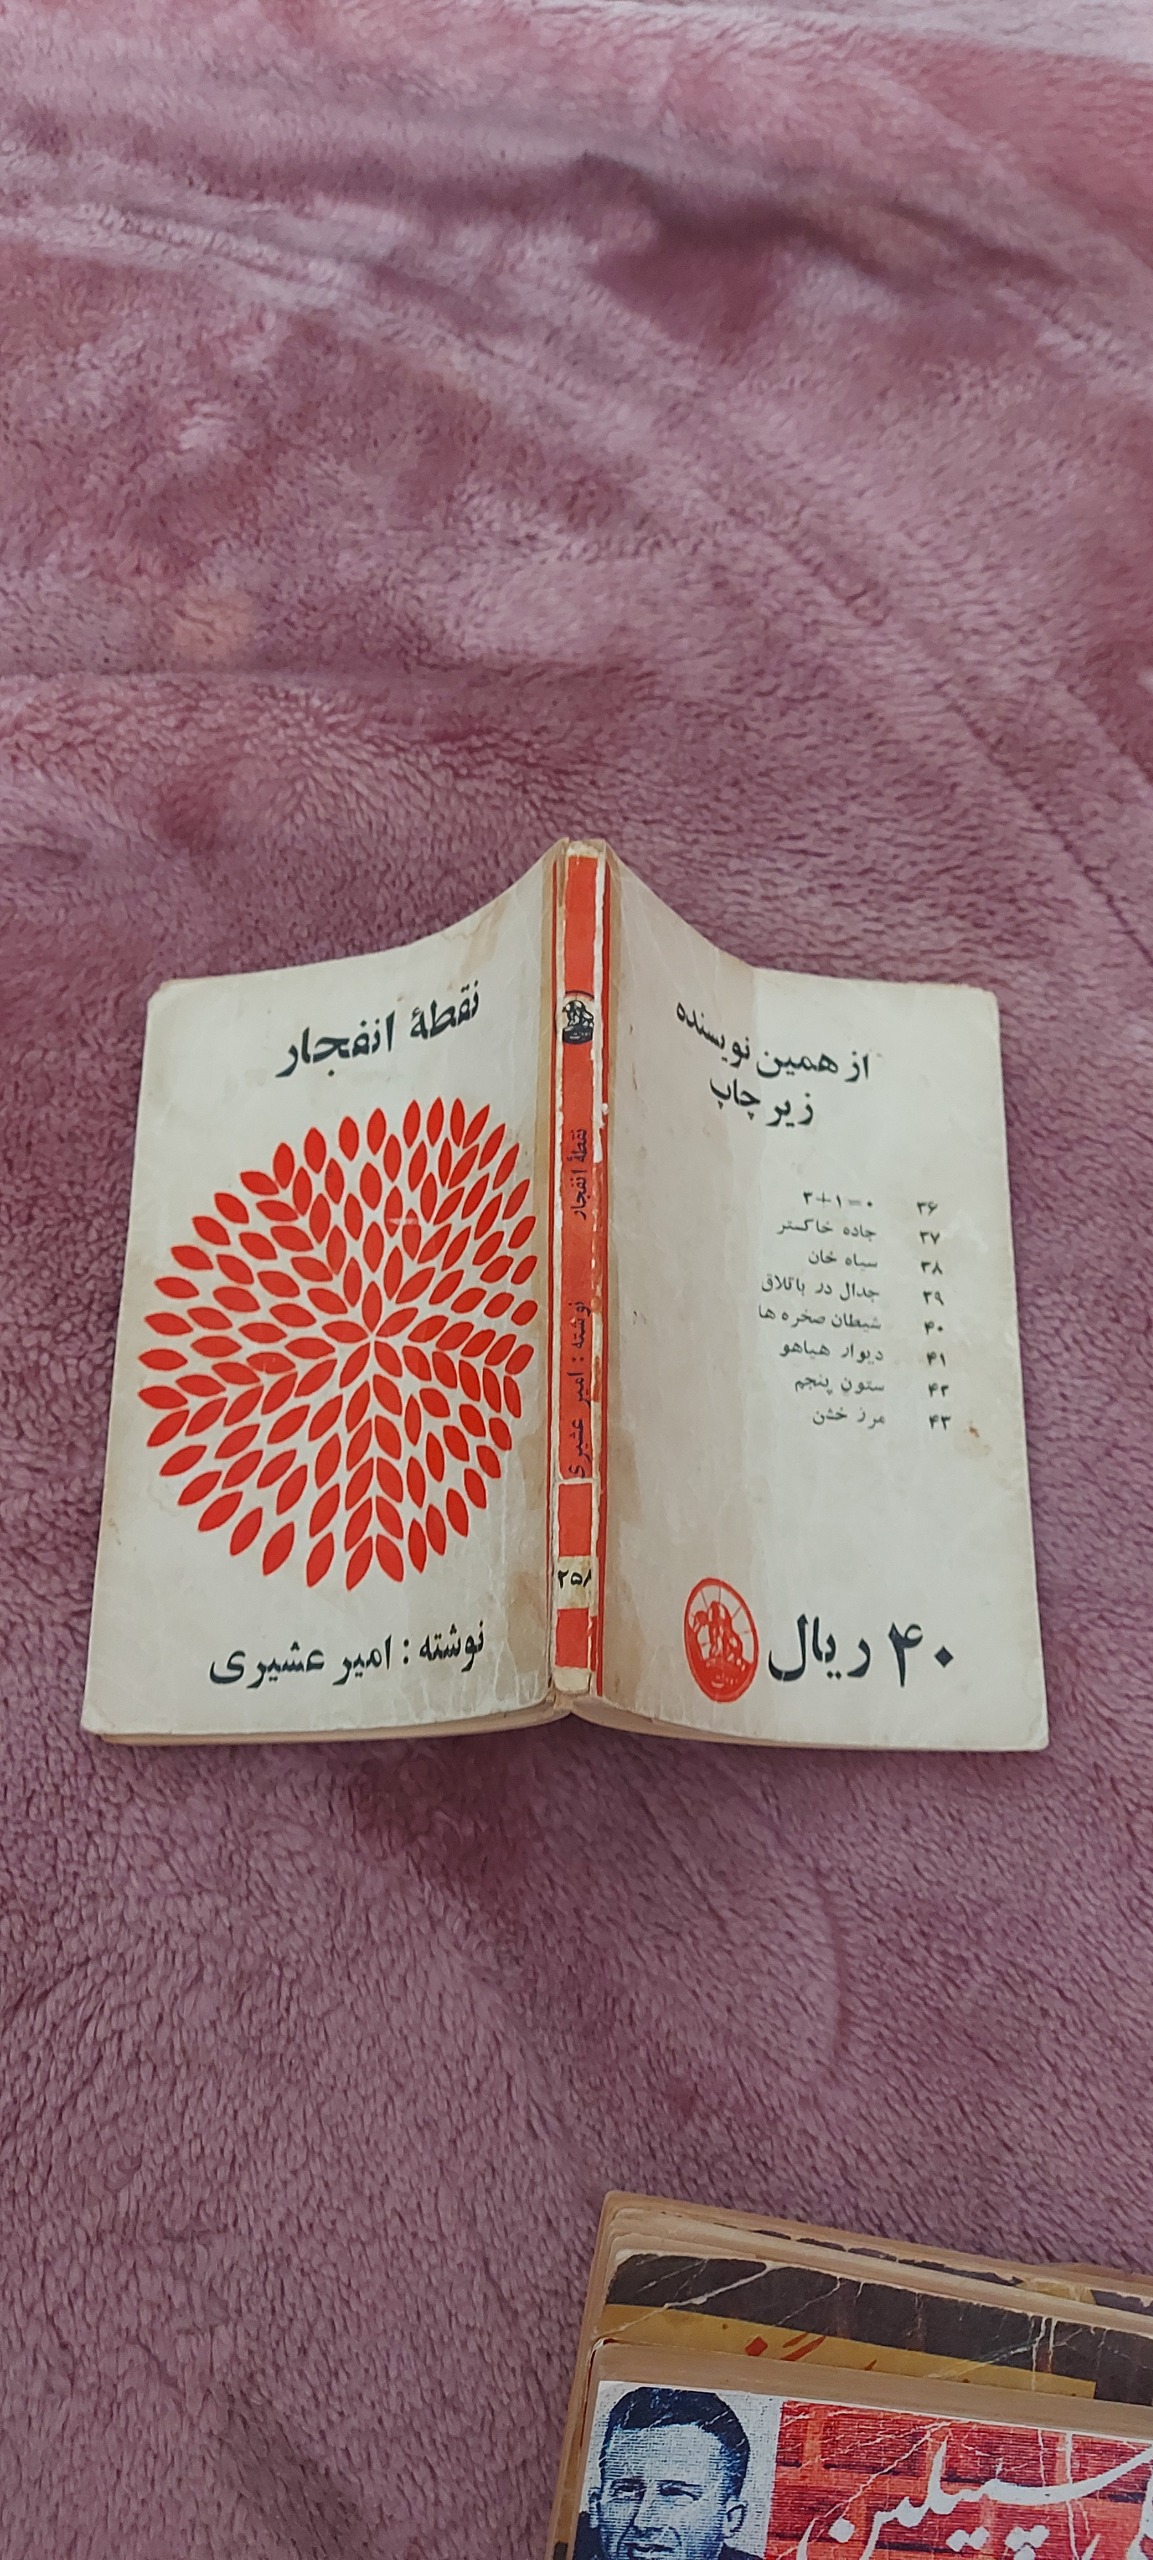 نقطهٔ انفجار
نوشته : امیر عشیری
نقطهٔ انفجار
نوشته : امیر عشیری
۲۵۸
از همین نویسنده
زیر چاپ
۳۶ ۳+۱=۰
۳۷ جاده خاکستر
۳۸ سیاه خان
۳۹ جدال در باتلاق
۴۰ شیطان صخره ها
۴۱ دیوار هیاهو
۴۲ ستون پنجم
۴۳ مرز خشن
۴۰ ریال